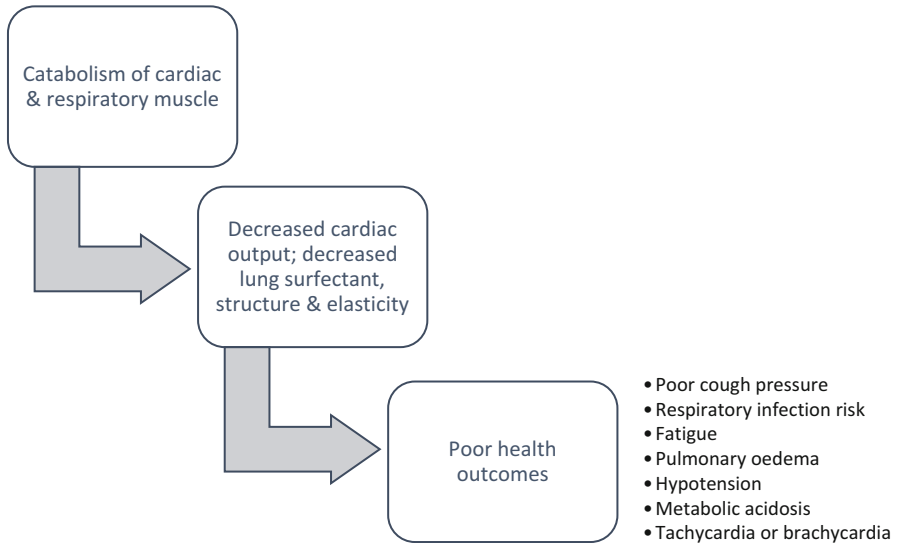 Catabolism of cardiac
& respiratory muscle
Decreased cardiac
output; decreased
lung surfactant,
structure & elasticity
Poor health
outcomes
• Poor cough pressure
• Respiratory infection risk
• Fatigue
• Pulmonary oedema
• Hypotension
• Metabolic acidosis
• Tachycardia or brachycardia